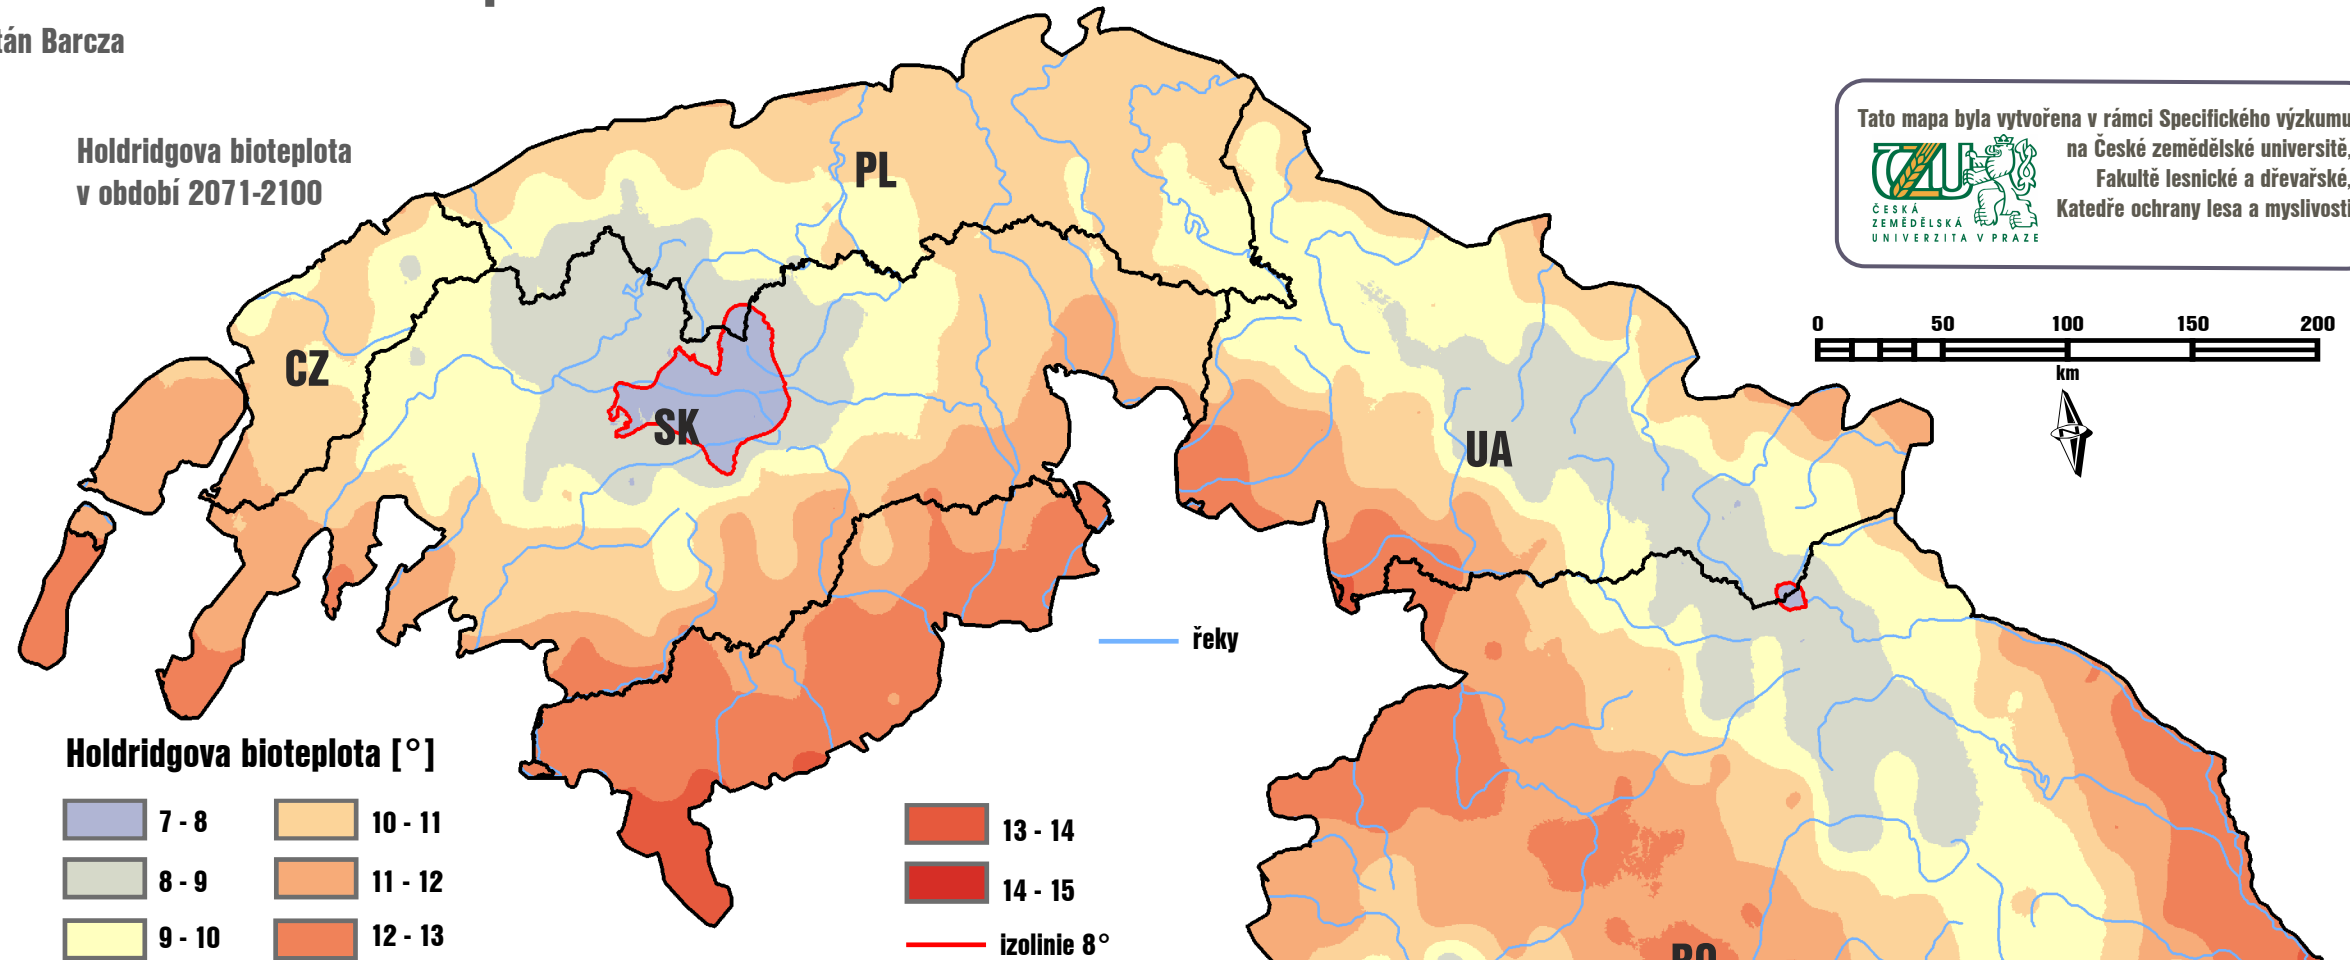 tán Barcza
Holdridgova bioteplota
v období 2071-2100
Tato mapa byla vytvořena v rámci Specifického výzkumu
na České zemědělské universitě,
Fakultě lesnické a dřevařské,
Katedře ochrany lesa a myslivosti
ČZU
ČESKÁ
ZEMĚDĚLSKÁ
UNIVERZITA V PRAZE
0 50 100 150 200
km
N
PL
CZ
SK
UA
RO
řeky
Holdridgova bioteplota [°]
7 - 8
8 - 9
9 - 10
10 - 11
11 - 12
12 - 13
13 - 14
14 - 15
izolinie 8°